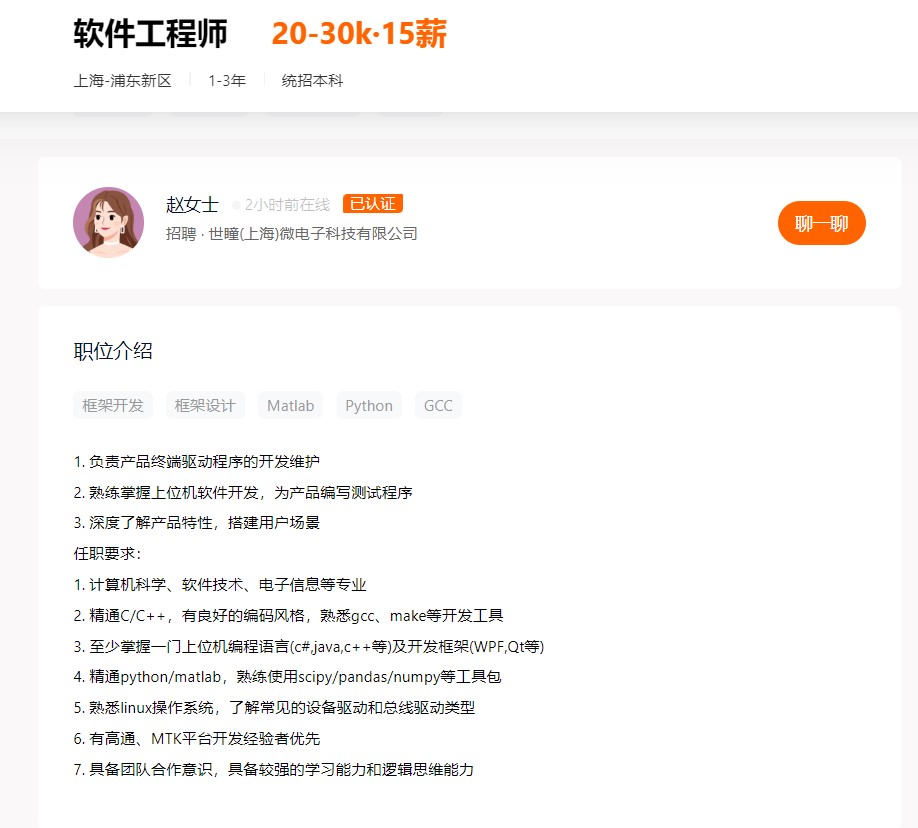 软件工程师 20-30k·15薪
上海-浦东新区 1-3年 统招本科
赵女士 2小时前在线 已认证
招聘 · 世瞳(上海)微电子科技有限公司
聊一聊
职位介绍
框架开发 框架设计 Matlab Python GCC
1. 负责产品终端驱动程序的开发维护
2. 熟练掌握上位机软件开发，为产品编写测试程序
3. 深度了解产品特性，搭建用户场景
任职要求：
1. 计算机科学、软件技术、电子信息等专业
2. 精通C/C++，有良好的编码风格，熟悉gcc、make等开发工具
3. 至少掌握一门上位机编程语言(c#,java,c++等)及开发框架(WPF,Qt等)
4. 精通python/matlab，熟练使用scipy/pandas/numpy等工具包
5. 熟悉linux操作系统，了解常见的设备驱动和总线驱动类型
6. 有高通、MTK平台开发经验者优先
7. 具备团队合作意识，具备较强的学习能力和逻辑思维能力